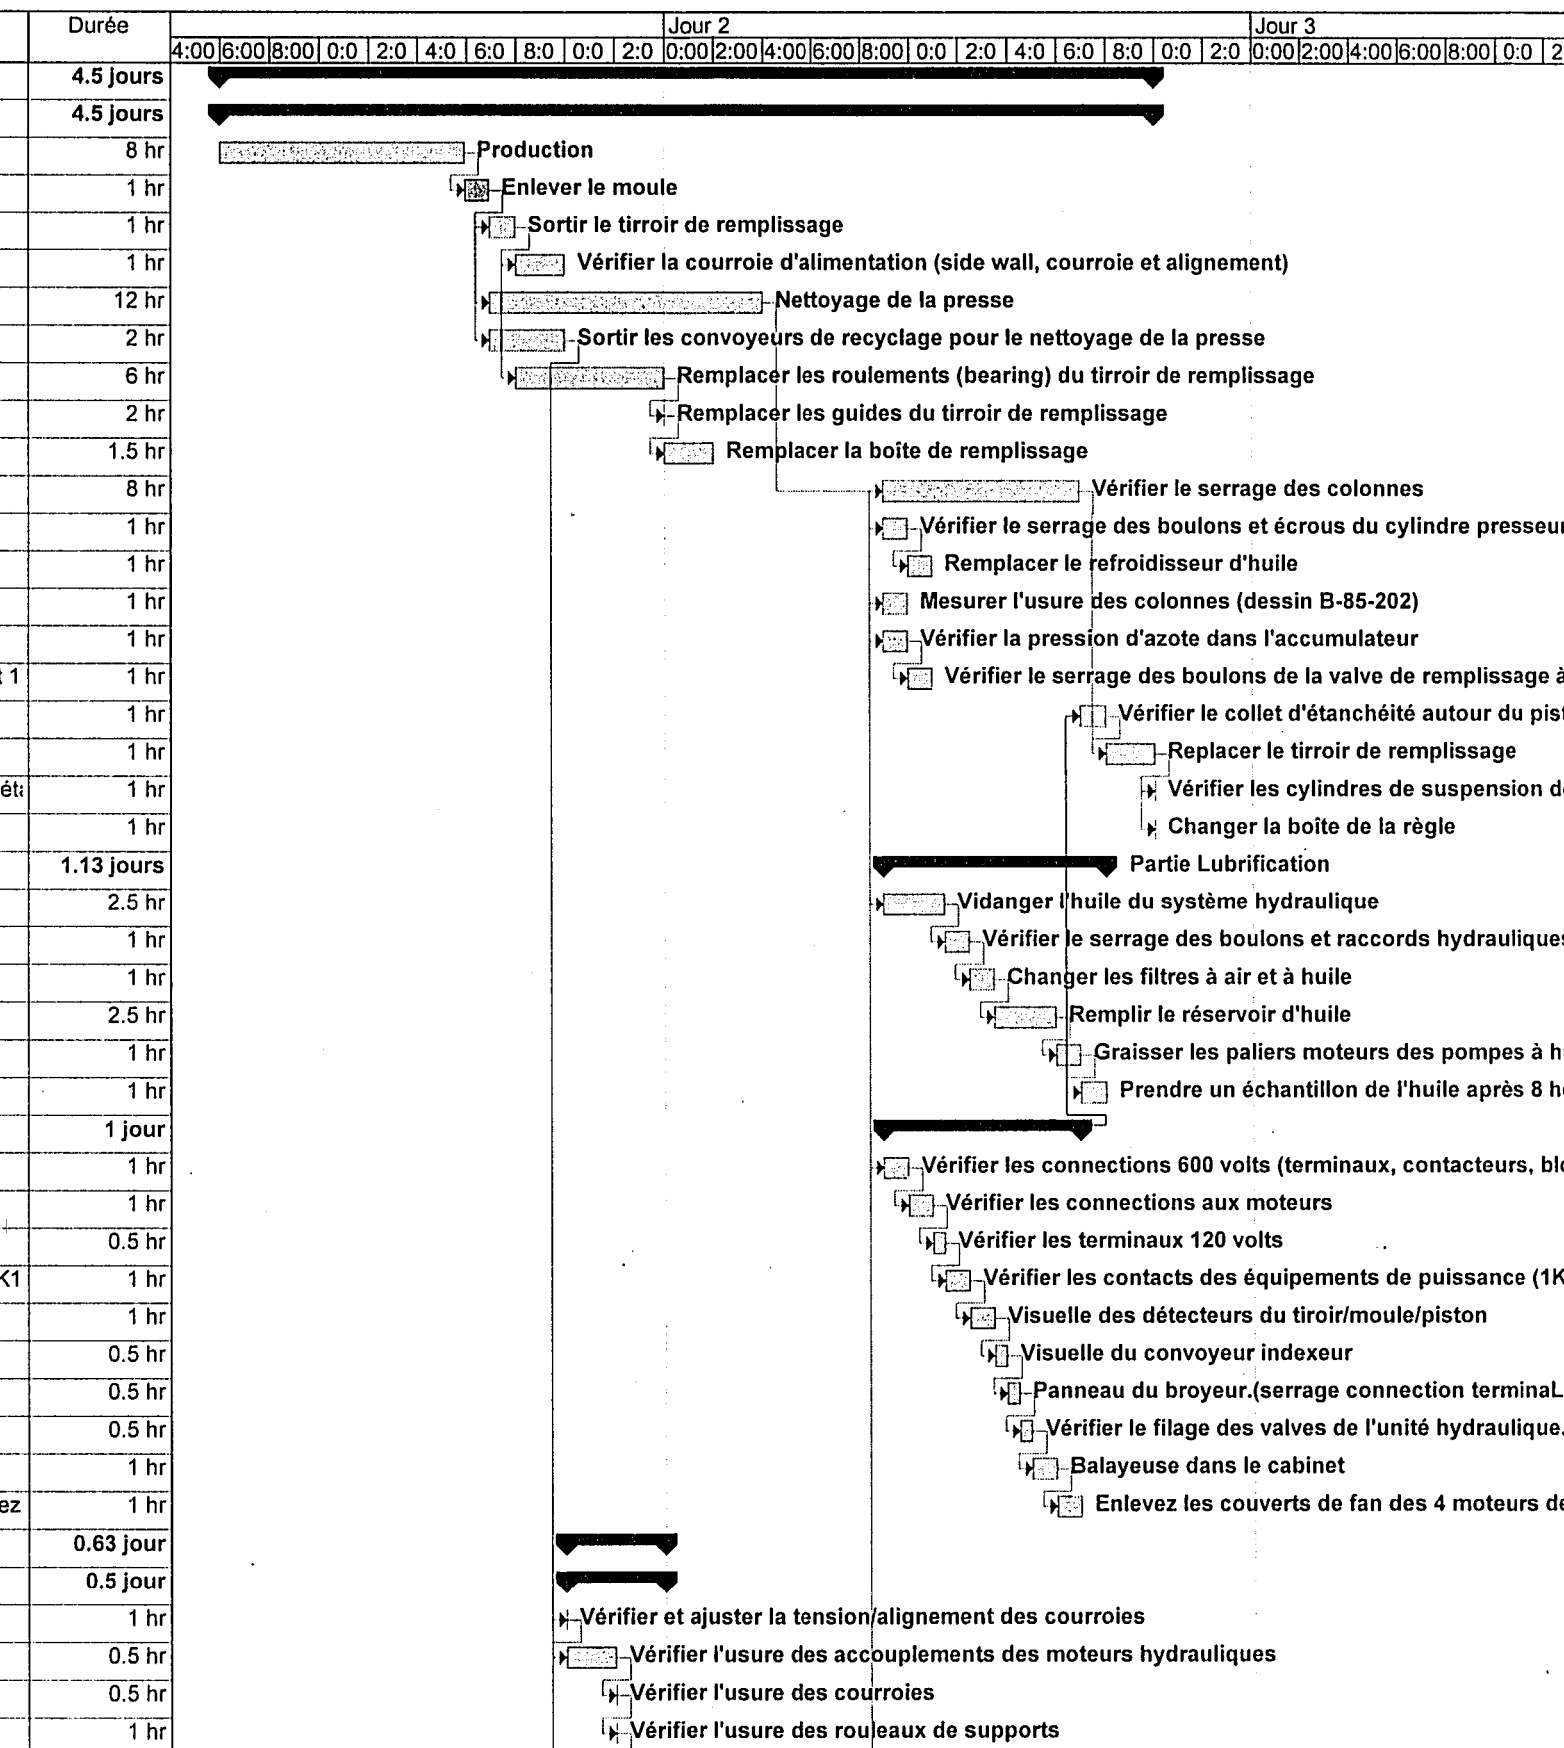 Durée Jour 2 Jour 3
4:00 6:00 8:00 0:0 2:0 4:0 6:0 8:0 0:0 2:0 0:00 2:00 4:00 6:00 8:00 0:0 2:0 4:0 6:0 8:0 0:0 2:0 0:00 2:00 4:00 6:00 8:00 0:0 2
4.5 jours
4.5 jours
8 hr Production
1 hr Enlever le moule
1 hr Sortir le tirroir de remplissage
1 hr Vérifier la courroie d'alimentation (side wall, courroie et alignement)
12 hr Nettoyage de la presse
2 hr Sortir les convoyeurs de recyclage pour le nettoyage de la presse
6 hr Remplacer les roulements (bearing) du tirroir de remplissage
2 hr Remplacer les guides du tirroir de remplissage
1.5 hr Remplacer la boîte de remplissage
8 hr Vérifier le serrage des colonnes
1 hr Vérifier le serrage des boulons et écrous du cylindre presseur
1 hr Remplacer le refroidisseur d'huile
1 hr Mesurer l'usure des colonnes (dessin B-85-202)
1 hr Vérifier la pression d'azote dans l'accumulateur
t 1 1 hr Vérifier le serrage des boulons de la valve de remplissage à
1 hr Vérifier le collet d'étanchéité autour du pist
1 hr Replacer le tirroir de remplissage
éta 1 hr Vérifier les cylindres de suspension de
1 hr Changer la boîte de la règle
1.13 jours Partie Lubrification
2.5 hr Vidanger l'huile du système hydraulique
1 hr Vérifier le serrage des boulons et raccords hydrauliques
1 hr Changer les filtres à air et à huile
2.5 hr Remplir le réservoir d'huile
1 hr Graisser les paliers moteurs des pompes à h
1 hr Prendre un échantillon de l'huile après 8 he
1 jour
1 hr Vérifier les connections 600 volts (terminaux, contacteurs, blo
1 hr Vérifier les connections aux moteurs
0.5 hr Vérifier les terminaux 120 volts
K1 1 hr Vérifier les contacts des équipements de puissance (1K
1 hr Visuelle des détecteurs du tiroir/moule/piston
0.5 hr Visuelle du convoyeur indexeur
0.5 hr Panneau du broyeur.(serrage connection terminaL
0.5 hr Vérifier le filage des valves de l'unité hydraulique.
1 hr Balayeuse dans le cabinet
ez 1 hr Enlevez les couverts de fan des 4 moteurs de
0.63 jour
0.5 jour
1 hr Vérifier et ajuster la tension/alignement des courroies
0.5 hr Vérifier l'usure des accouplements des moteurs hydrauliques
0.5 hr Vérifier l'usure des courroies
1 hr Vérifier l'usure des rouleaux de supports